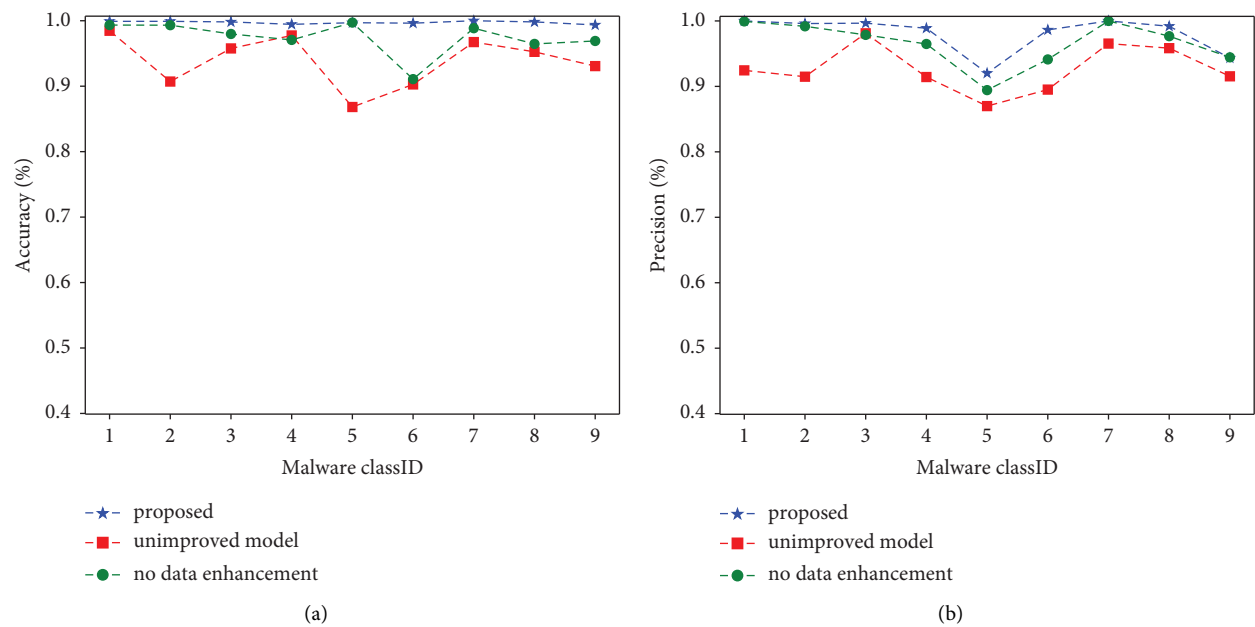 1.0
0.9
0.8
0.7
0.6
0.5
0.4
Accuracy (%)
1 2 3 4 5 6 7 8 9
Malware classID
proposed
unimproved model
no data enhancement
(a)
1.0
0.9
0.8
0.7
0.6
0.5
0.4
Precision (%)
1 2 3 4 5 6 7 8 9
Malware classID
proposed
unimproved model
no data enhancement
(b)